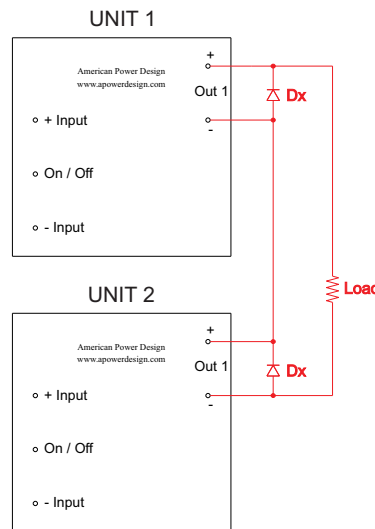 UNIT 1
+
American Power Design
www.apowerdesign.com
Out 1
Dx
+ Input
-
On / Off
- Input
Load
UNIT 2
+
American Power Design
www.apowerdesign.com
Out 1
Dx
+ Input
-
On / Off
- Input